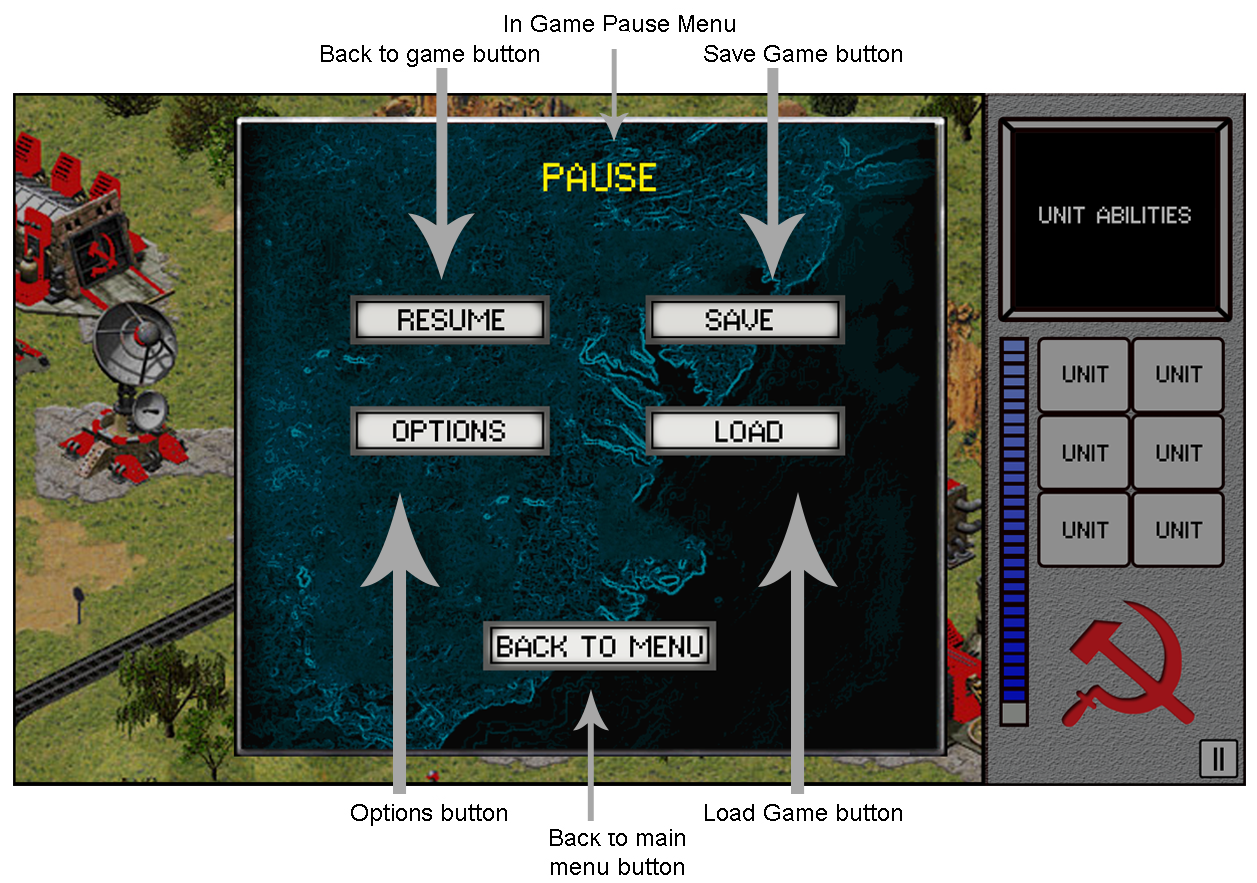 In Game Pause Menu
Back to game button
Save Game button
PAUSE
UNIT ABILITIES
RESUME
SAVE
UNIT
UNIT
OPTIONS
LOAD
UNIT
UNIT
UNIT
UNIT
BACK TO MENU
Options button
Load Game button
Back to main
menu button